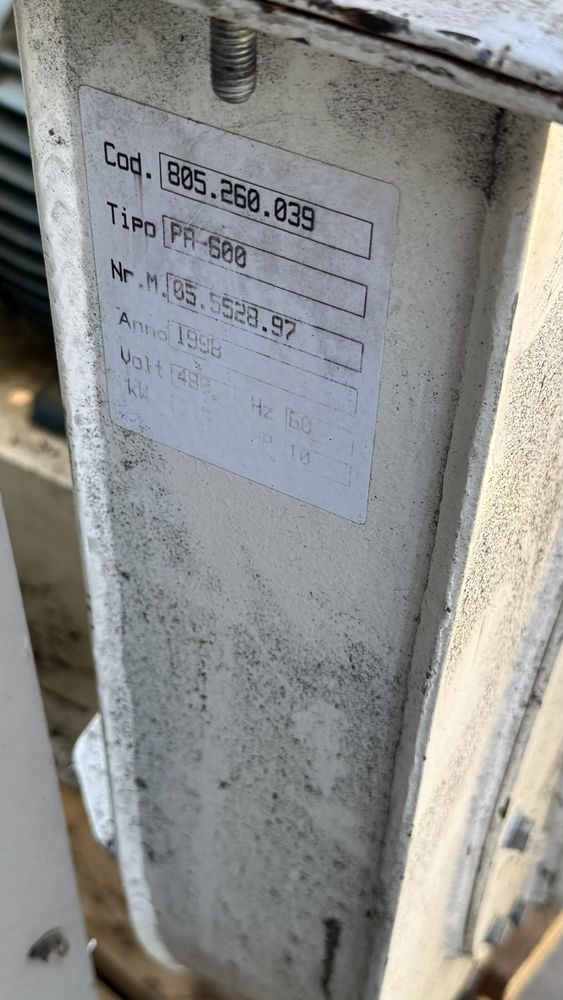 Cod. 805.260.039
Tipo PA-600
Nr.M. 05.5528.97
Anno 1998
Volt 480 Hz 60
kW HP 10